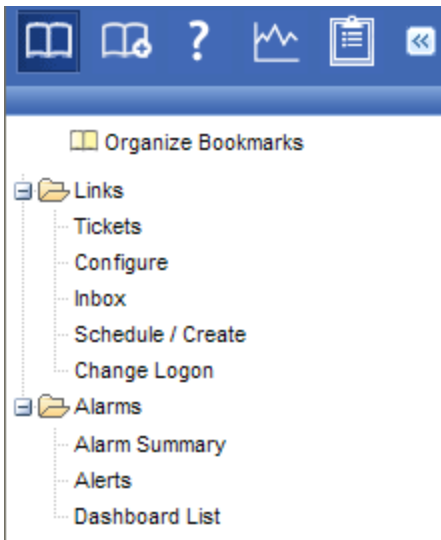 ?
Organize Bookmarks
Links
Tickets
Configure
Inbox
Schedule / Create
Change Logon
Alarms
Alarm Summary
Alerts
Dashboard List